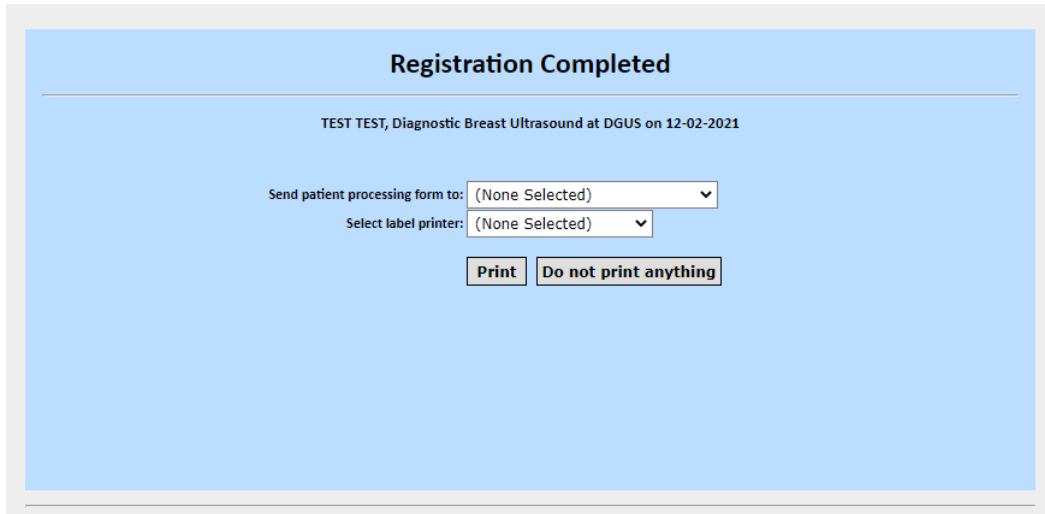 Registration Completed
TEST TEST, Diagnostic Breast Ultrasound at DGUS on 12-02-2021
Send patient processing form to: (None Selected)
Select label printer: (None Selected)
Print Do not print anything